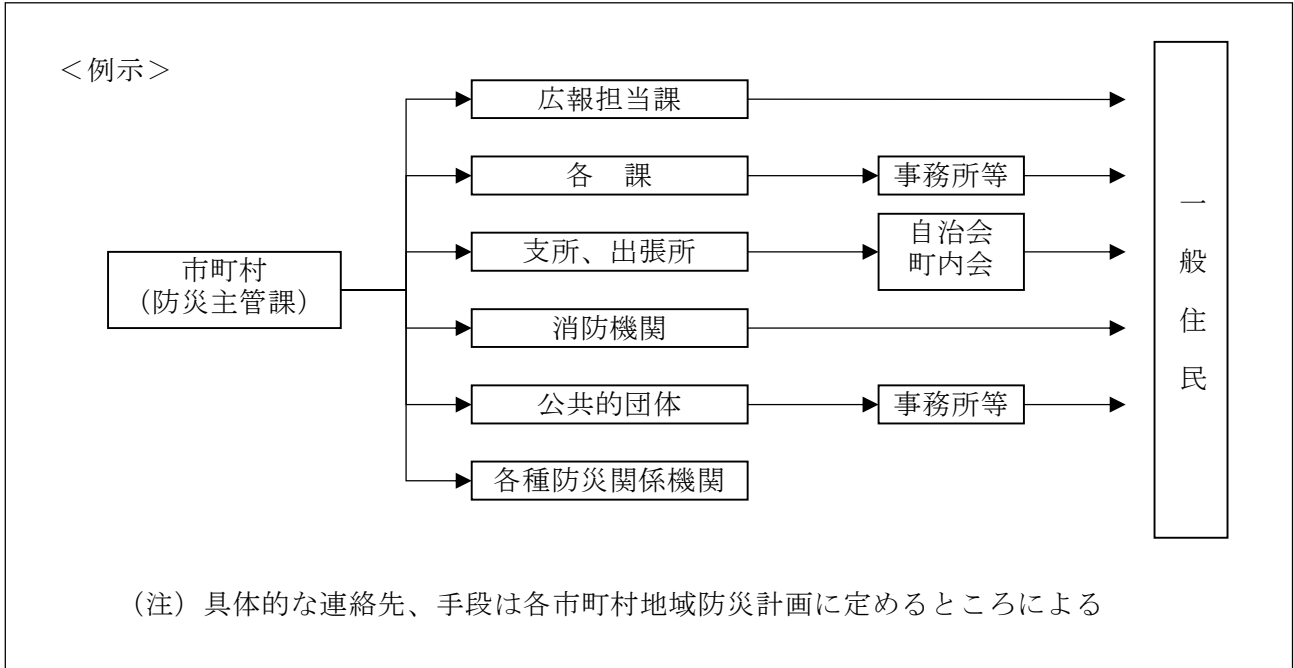 <例示>
広報担当課
各　課
事務所等
支所、出張所
自治会
町内会
市町村
(防災主管課)
消防機関
公共的団体
事務所等
各種防災関係機関
一般住民
(注)具体的な連絡先、手段は各市町村地域防災計画に定めるところによる